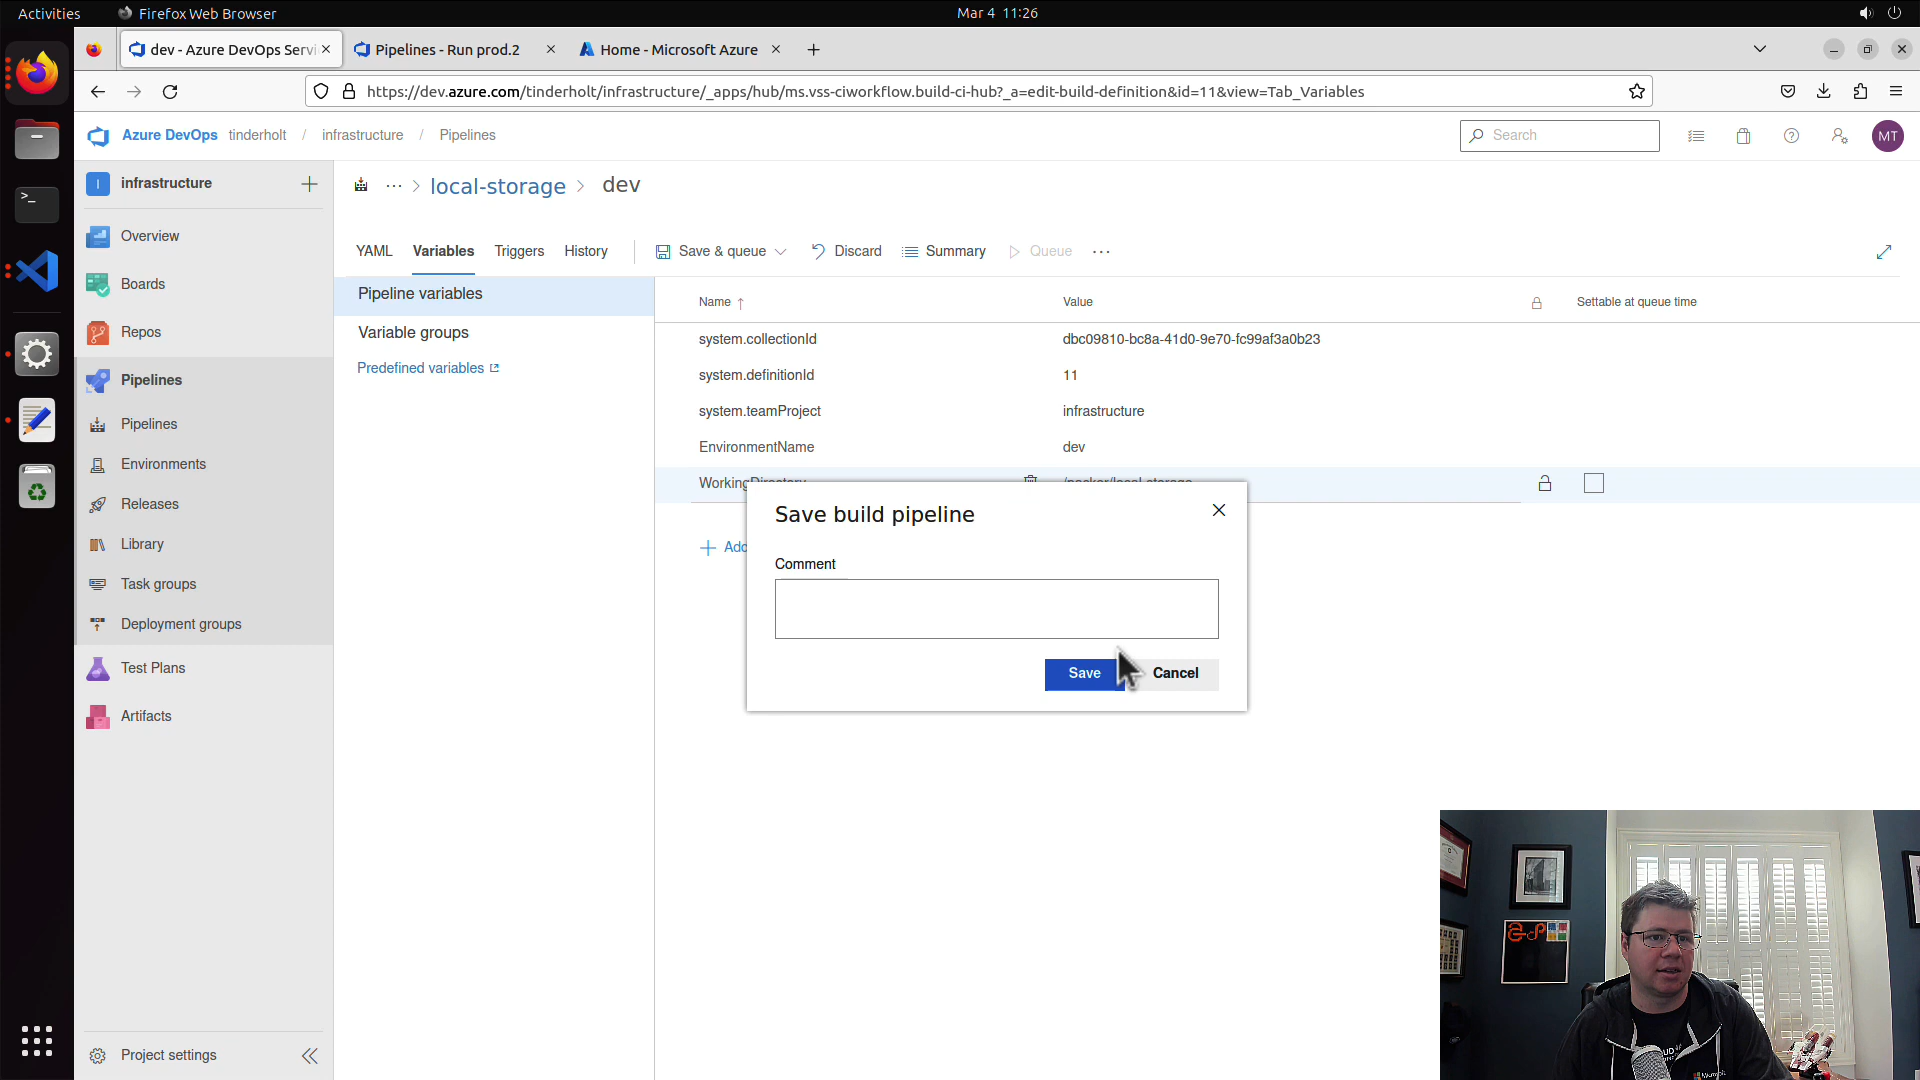 Activities
Firefox Web Browser
Mar 4 11:26
dev - Azure DevOps Servi
Pipelines - Run prod.2
Home - Microsoft Azure
https://dev.azure.com/tinderholt/infrastructure/_apps/hub/ms.vss-ciworkflow.build-ci-hub?_a=edit-build-definition&id=11&view=Tab_Variables
Azure DevOps tinderholt / infrastructure / Pipelines
Search
MT
I infrastructure
local-storage > dev
Overview
Boards
Repos
Pipelines
Pipelines
Environments
Releases
Library
Task groups
Deployment groups
Test Plans
Artifacts
Project settings
YAML Variables Triggers History Save & queue Discard Summary Queue
Pipeline variables
Variable groups
Predefined variables
Name Value Settable at queue time
system.collectionId dbc09810-bc8a-41d0-9e70-fc99af3a0b23
system.definitionId 11
system.teamProject infrastructure
EnvironmentName dev
WorkingDirectory /packer/local-storage
Add
Save build pipeline
Comment
Save Cancel